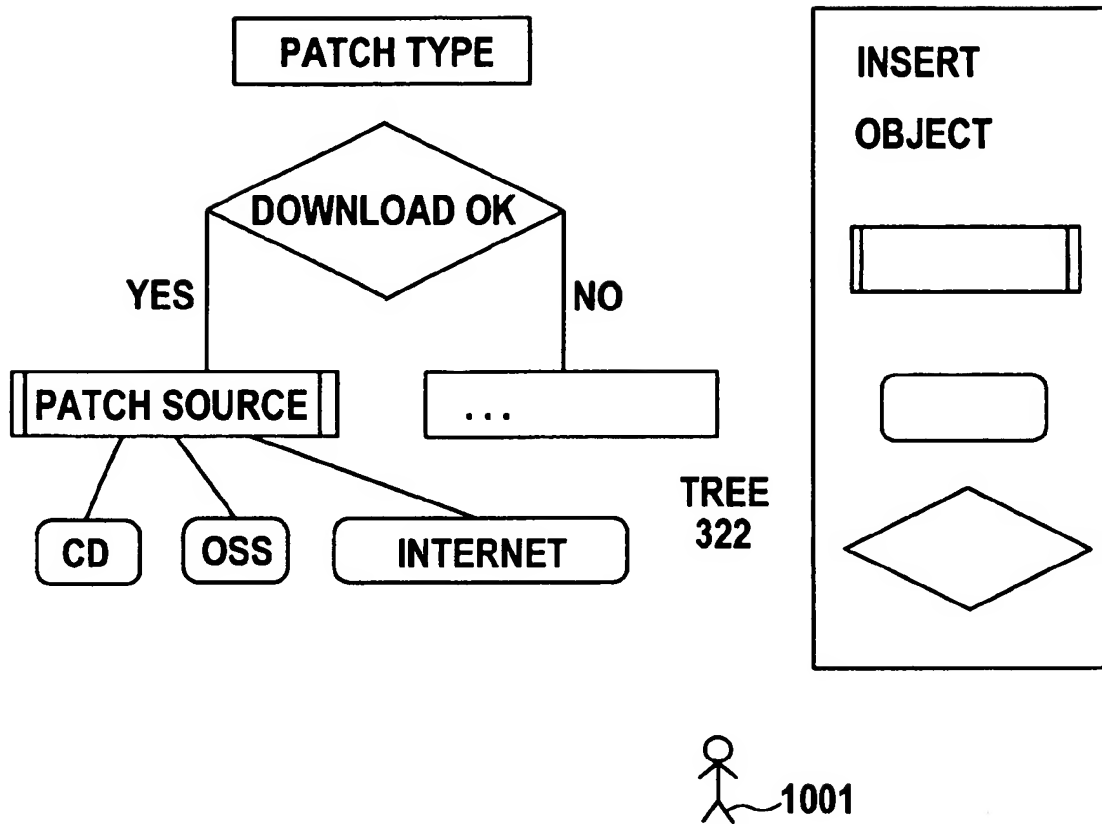 PATCH TYPE
DOWNLOAD OK
YES
NO
PATCH SOURCE
...
CD
OSS
INTERNET
TREE
322
INSERT
OBJECT
1001